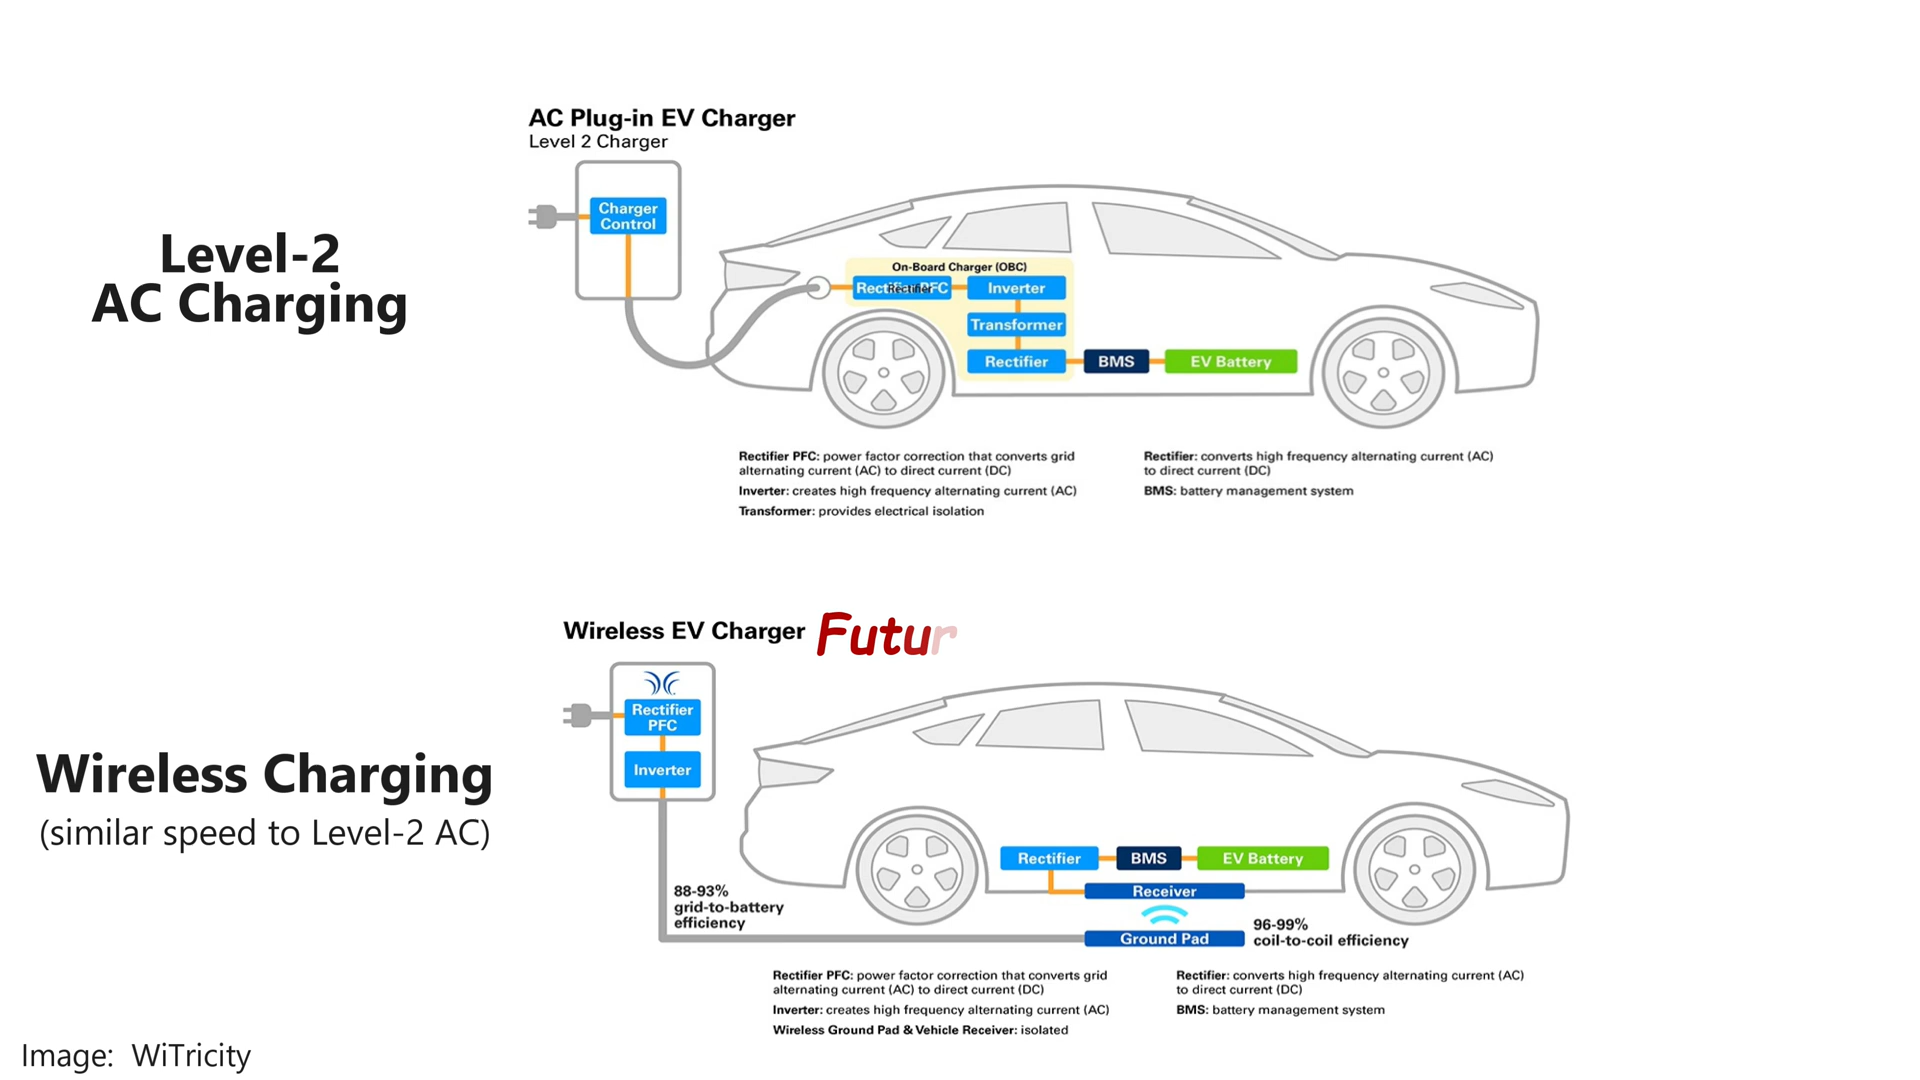 AC Plug-in EV Charger
Level 2 Charger
Charger
Control
Level-2
AC Charging
On-Board Charger (OBC)
Rectifier PFC
Rectifier
Inverter
Transformer
Rectifier
BMS
EV Battery
Rectifier PFC: power factor correction that converts grid
alternating current (AC) to direct current (DC)
Inverter: creates high frequency alternating current (AC)
Transformer: provides electrical isolation
Rectifier: converts high frequency alternating current (AC)
to direct current (DC)
BMS: battery management system
Wireless EV Charger Futur
Rectifier
PFC
Inverter
Wireless Charging
(similar speed to Level-2 AC)
Rectifier
BMS
EV Battery
Receiver
88-93%
grid-to-battery
efficiency
Ground Pad
96-99%
coil-to-coil efficiency
Rectifier PFC: power factor correction that converts grid
alternating current (AC) to direct current (DC)
Inverter: creates high frequency alternating current (AC)
Wireless Ground Pad & Vehicle Receiver: isolated
Rectifier: converts high frequency alternating current (AC)
to direct current (DC)
BMS: battery management system
Image: WiTricity